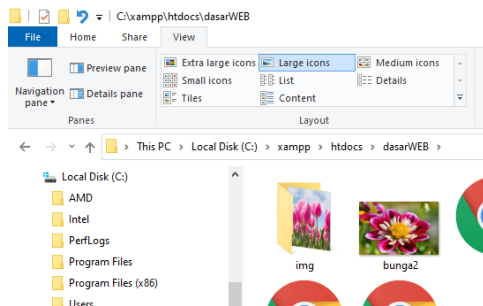 C:\xampp\htdocs\dasarWEB
File Home Share View
Preview pane
Details pane
Navigation pane
Panes
Extra large icons Large icons Medium icons
Small icons List Details
Tiles Content
Layout
This PC > Local Disk (C:) > xampp > htdocs > dasarWEB >
Local Disk (C:)
AMD
Intel
PerfLogs
Program Files
Program Files (x86)
Users
img bunga2